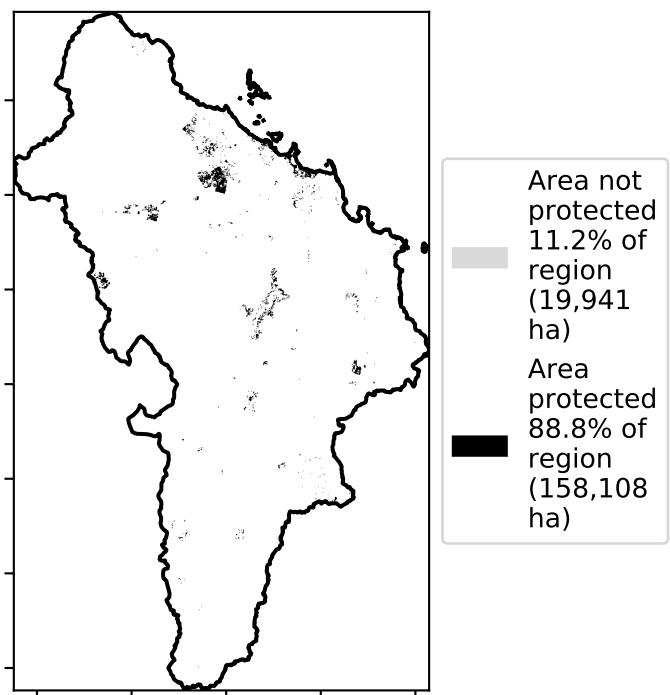 Area not
protected
11.2% of
region
(19,941
ha)
Area
protected
88.8% of
region
(158,108
ha)